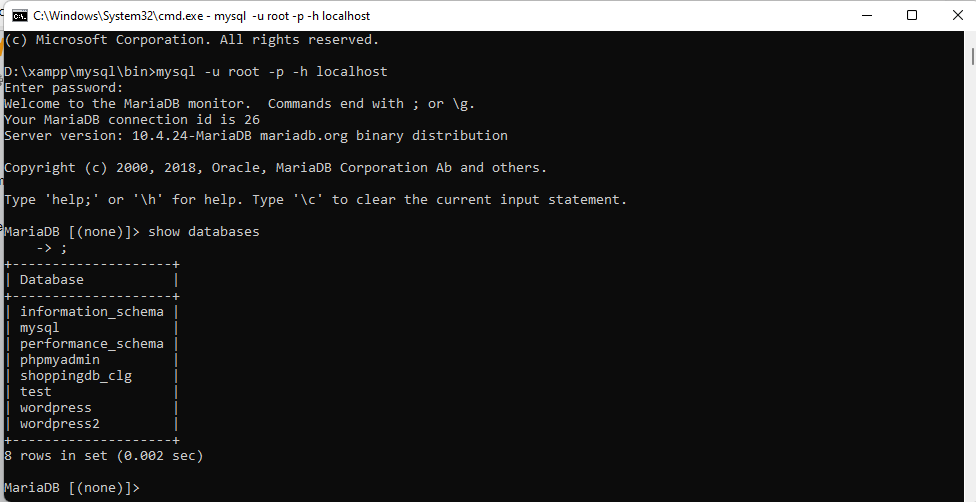 C:\Windows\System32\cmd.exe - mysql -u root -p -h localhost
(c) Microsoft Corporation. All rights reserved.
D:\xampp\mysql\bin>mysql -u root -p -h localhost
Enter password:
Welcome to the MariaDB monitor.  Commands end with ; or \g.
Your MariaDB connection id is 26
Server version: 10.4.24-MariaDB mariadb.org binary distribution
Copyright (c) 2000, 2018, Oracle, MariaDB Corporation Ab and others.
Type 'help;' or '\h' for help. Type '\c' to clear the current input statement.
MariaDB [(none)]> show databases
    -> ;
+--------------------+
| Database           |
+--------------------+
| information_schema |
| mysql              |
| performance_schema |
| phpmyadmin         |
| shoppingdb_clg     |
| test               |
| wordpress          |
| wordpress2         |
+--------------------+
8 rows in set (0.002 sec)
MariaDB [(none)]>